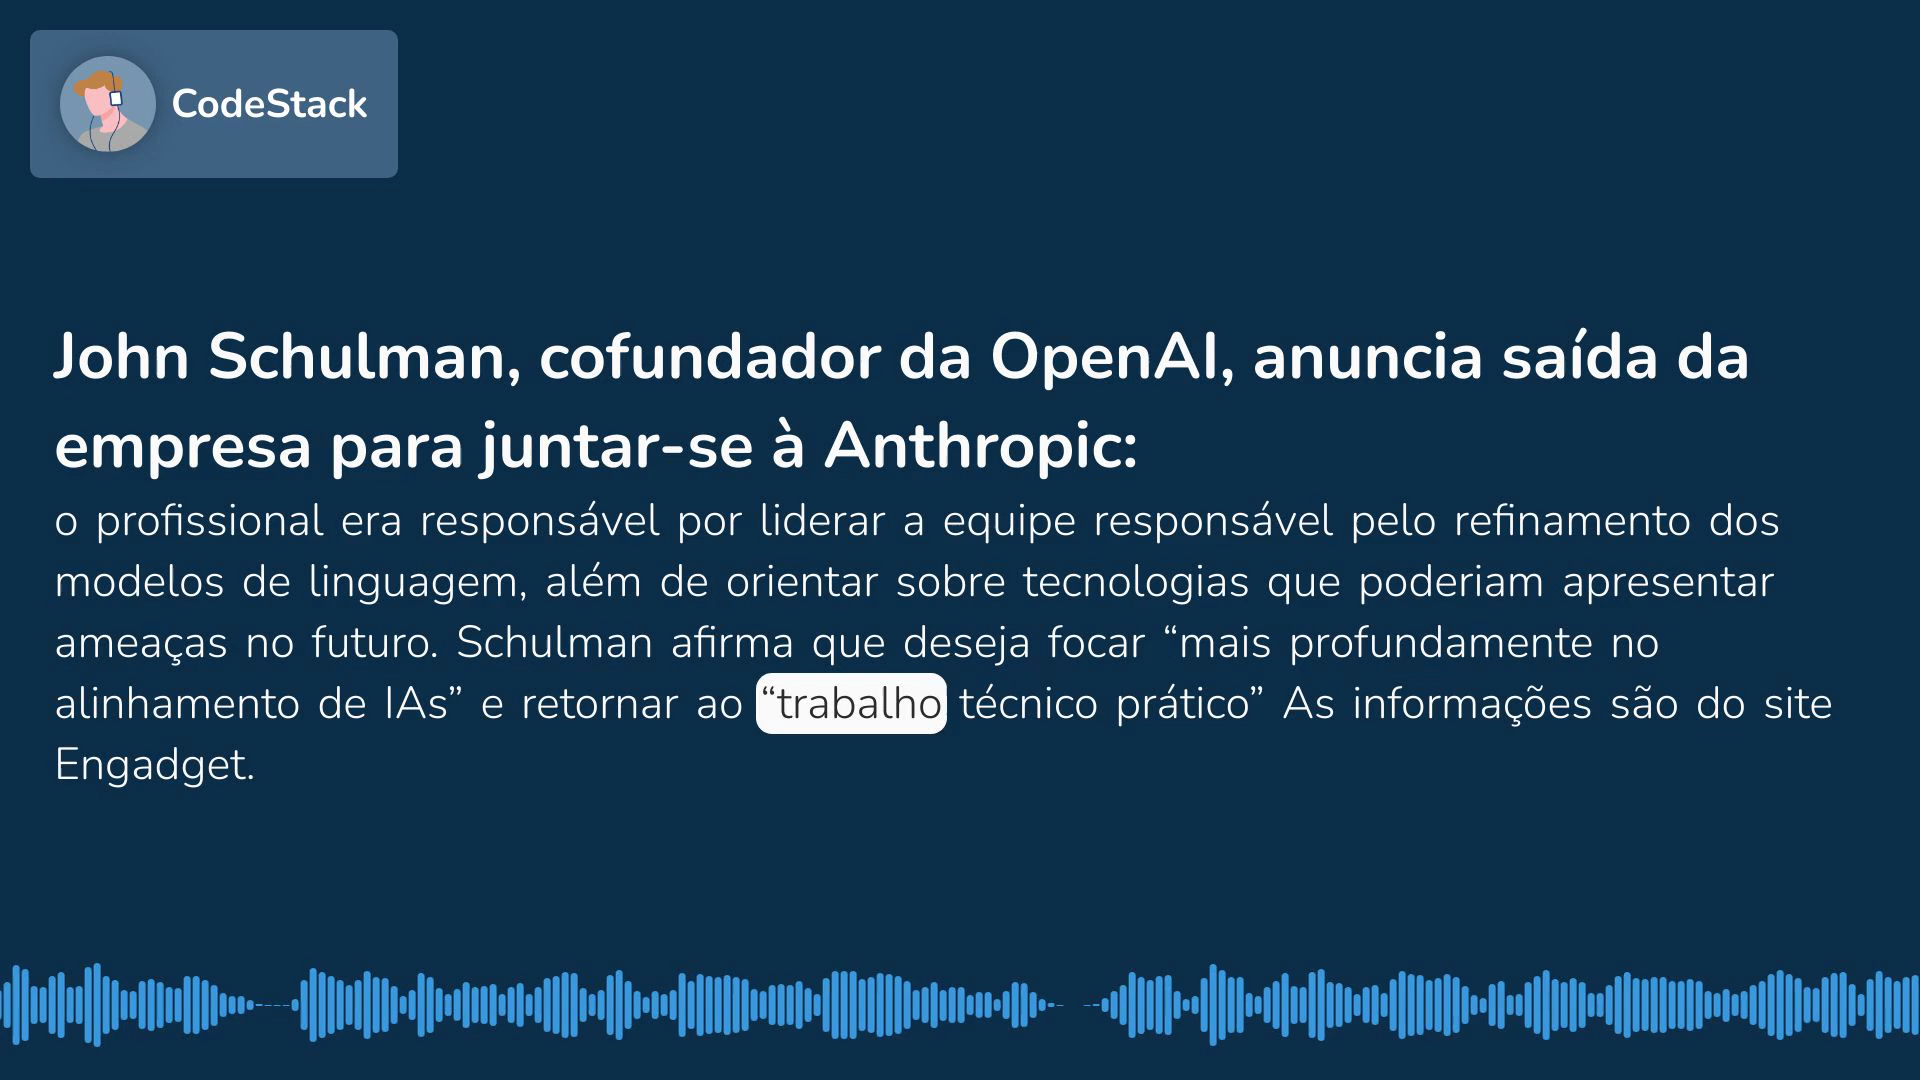 CodeStack
John Schulman, cofundador da OpenAI, anuncia saída da
empresa para juntar-se à Anthropic:
o profissional era responsável por liderar a equipe responsável pelo refinamento dos
modelos de linguagem, além de orientar sobre tecnologias que poderiam apresentar
ameaças no futuro. Schulman afirma que deseja focar “mais profundamente no
alinhamento de IAs” e retornar ao “trabalho técnico prático” As informações são do site
Engadget.